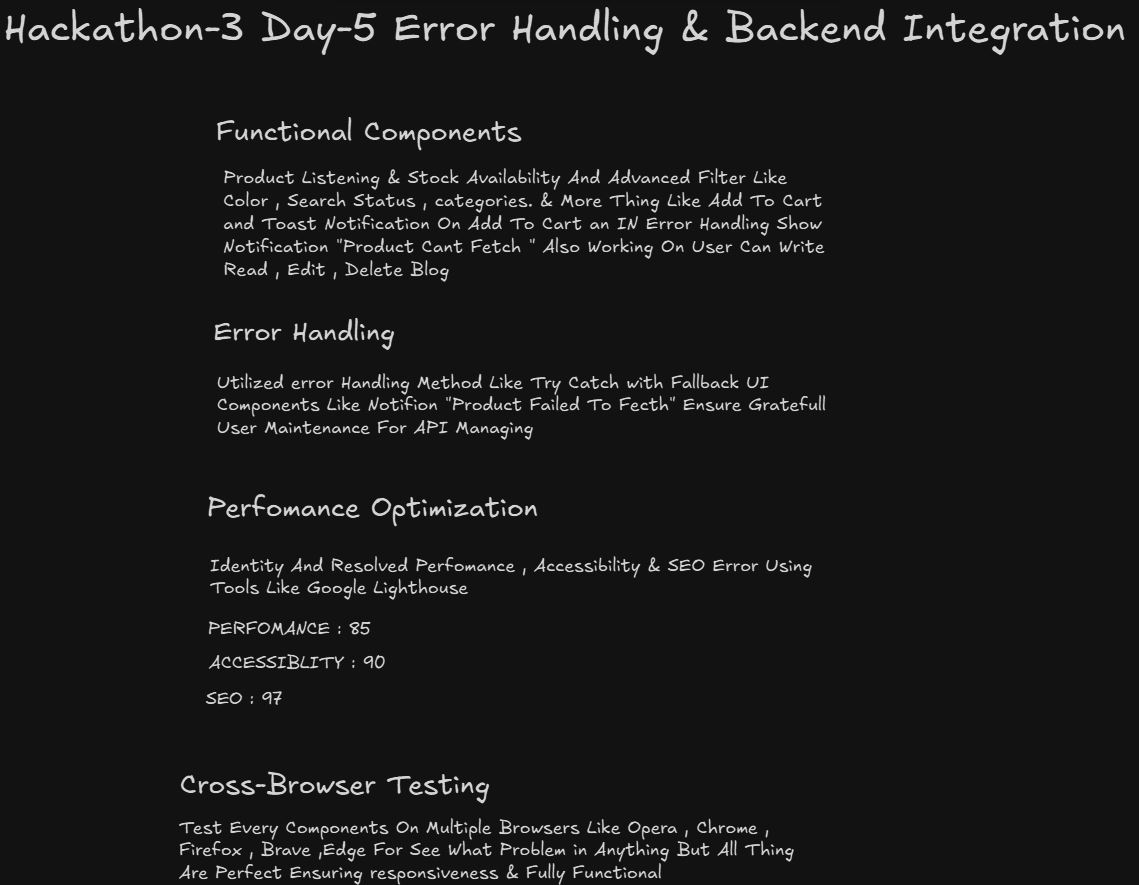 Hackathon-3 Day-5 Error Handling & Backend Integration
Functional Components
Product Listening & Stock Availability And Advanced Filter Like
Color , Search Status , categories. & More Thing Like Add To Cart
and Toast Notification On Add To Cart an IN Error Handling Show
Notification "Product Cant Fetch " Also Working On User Can Write
Read , Edit , Delete Blog
Error Handling
Utilized error Handling Method Like Try Catch with Fallback UI
Components Like Notifion "Product Failed To Fecth" Ensure Gratefull
User Maintenance For API Managing
Perfomance Optimization
Identity And Resolved Perfomance , Accessibility & SEO Error Using
Tools Like Google Lighthouse
PERFOMANCE : 85
ACCESSIBLITY : 90
SEO : 97
Cross-Browser Testing
Test Every Components On Multiple Browsers Like Opera , Chrome ,
Firefox , Brave ,Edge For See What Problem in Anything But All Thing
Are Perfect Ensuring responsiveness & Fully Functional